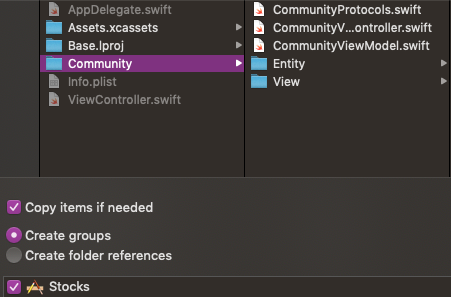 AppDelegate.swift
Assets.xcassets
Base.lproj
Community
Info.plist
ViewController.swift
CommunityProtocols.swift
CommunityV...ontroller.swift
CommunityViewModel.swift
Entity
View
Copy items if needed
Create groups
Create folder references
Stocks